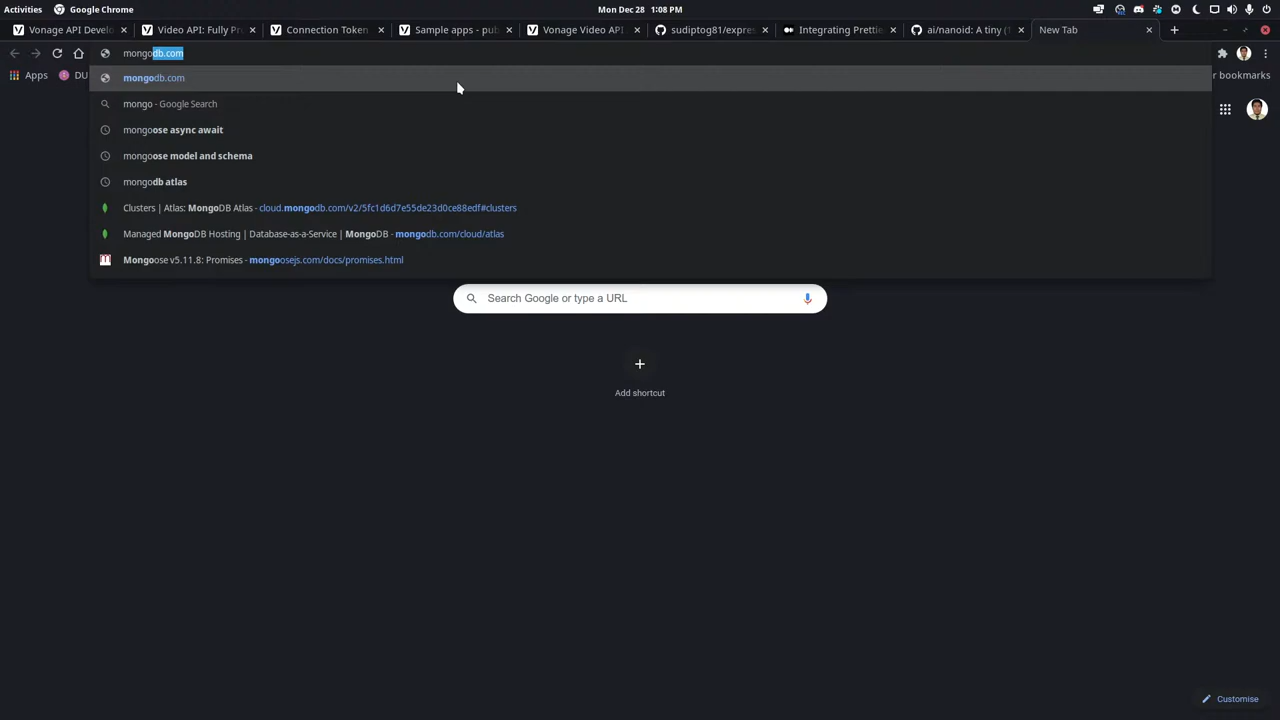 Activities Google Chrome Mon Dec 28 1:08 PM
Vonage API Develo Video API: Fully Pro Connection Token Sample apps - pub Vonage Video API sudiptog81/expres Integrating Prettie ai/nanoid: A tiny (1 New Tab
mongodb.com
Apps DU r bookmarks
mongodb.com
mongo - Google Search
mongoose async await
mongoose model and schema
mongodb atlas
Clusters | Atlas: MongoDB Atlas - cloud.mongodb.com/v2/5fc1d6d7e55de23d0ce88edf#clusters
Managed MongoDB Hosting | Database-as-a-Service | MongoDB - mongodb.com/cloud/atlas
Mongoose v5.11.8: Promises - mongoosejs.com/docs/promises.html
Search Google or type a URL
Add shortcut
Customise